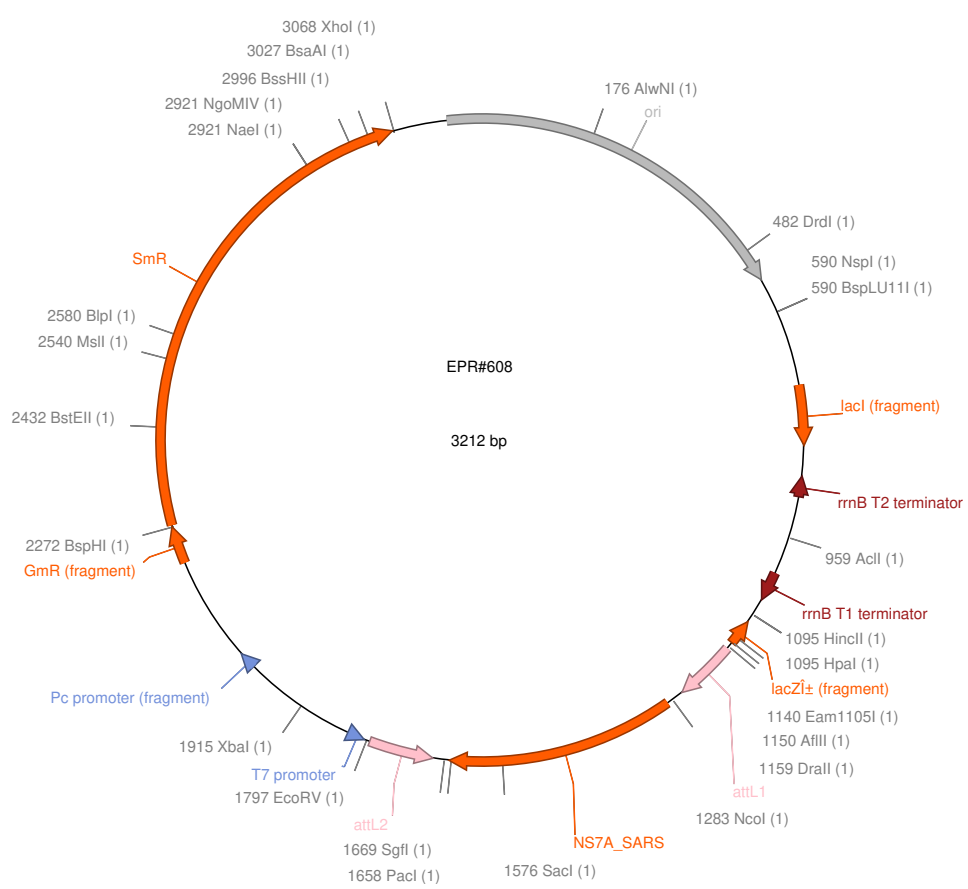 3068 XhoI (1)
3027 BsaAI (1)
2996 BssHII (1)
2921 NgoMIV (1)
2921 NaeI (1)
176 AlwNI (1)
ori
482 DrdI (1)
590 NspI (1)
590 BspLU11I (1)
SmR
2580 BlpI (1)
2540 MslI (1)
2432 BstEII (1)
EPR#608
3212 bp
lacI (fragment)
rrnB T2 terminator
2272 BspHI (1)
GmR (fragment)
959 AclI (1)
rrnB T1 terminator
1095 HincII (1)
1095 HpaI (1)
lacZÎ± (fragment)
Pc promoter (fragment)
1140 Eam1105I (1)
1150 AflII (1)
1159 DraII (1)
1915 XbaI (1)
T7 promoter
1797 EcoRV (1)
attL1
1283 NcoI (1)
attL2
NS7A_SARS
1669 SgfI (1)
1658 PacI (1)
1576 SacI (1)